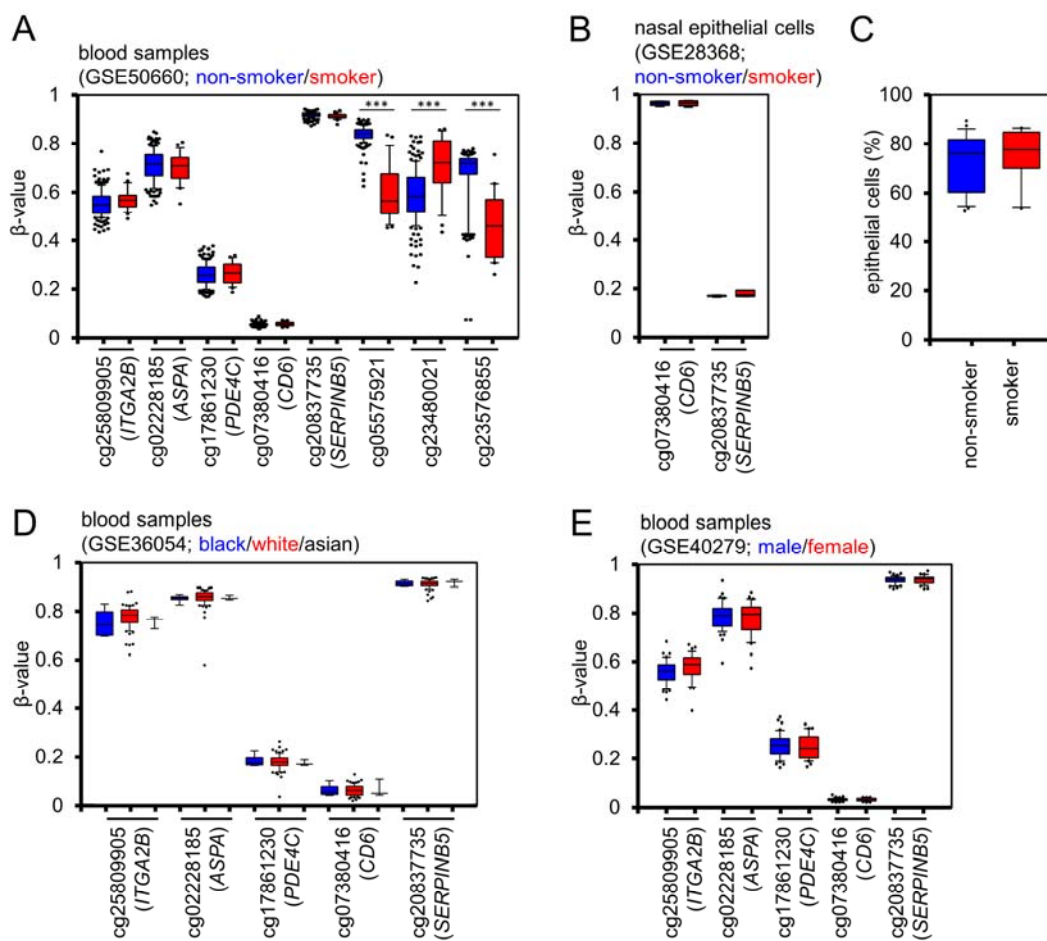 A
blood samples
(GSE50660; non-smoker/smoker)
β-value
1
0.8
0.6
0.4
0.2
0
***
***
***
cg25809905
(ITGA2B)
cg02228185
(ASPA)
cg17861230
(PDE4C)
cg07380416
(CD6)
cg20837735
(SERPINB5)
cg05575921
cg23480021
cg23576855
B
nasal epithelial cells
(GSE28368;
non-smoker/smoker)
β-value
1
0.8
0.6
0.4
0.2
0
cg07380416
(CD6)
cg20837735
(SERPINB5)
C
epithelial cells (%)
100
80
60
40
20
0
non-smoker
smoker
D
blood samples
(GSE36054; black/white/asian)
β-value
1
0.8
0.6
0.4
0.2
0
cg25809905
(ITGA2B)
cg02228185
(ASPA)
cg17861230
(PDE4C)
cg07380416
(CD6)
cg20837735
(SERPINB5)
E
blood samples
(GSE40279; male/female)
β-value
1
0.8
0.6
0.4
0.2
0
cg25809905
(ITGA2B)
cg02228185
(ASPA)
cg17861230
(PDE4C)
cg07380416
(CD6)
cg20837735
(SERPINB5)